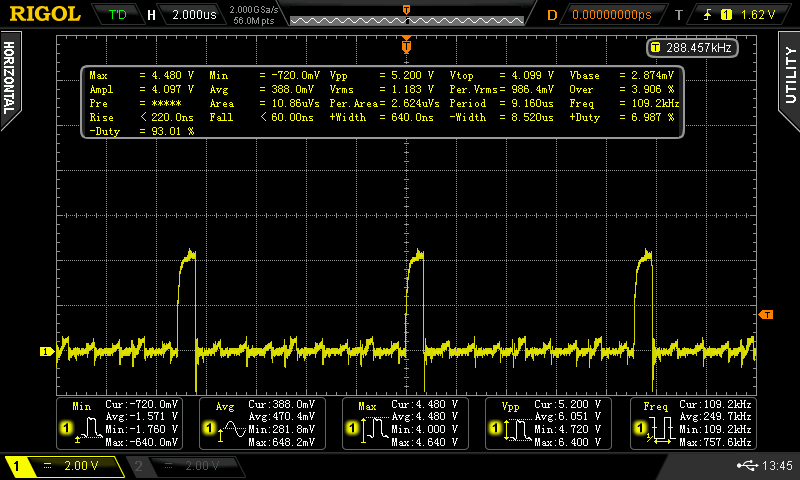 RIGOL T'D H 2.000us 2.000GSa/s 56.0M pts D 0.00000000ps T 1 1.62 V
HORIZONTAL
UTILITY
T
T 288.457kHz
Max = 4.480 V Min = -720.0mV Vpp = 5.200 V Vtop = 4.099 V Vbase = 2.874mV
Ampl = 4.097 V Avg = 388.0mV Vrms = 1.183 V Per.Vrms= 986.4mV Over = 3.906 %
Pre = ***** Area = 10.86uVs Per.Area= 2.624uVs Period = 9.160us Freq = 109.2kHz
Rise < 220.0ns Fall < 60.00ns +Width = 640.0ns -Width = 8.520us +Duty = 6.987 %
-Duty = 93.01 %
T
1
Min Cur:-720.0mV Avg Cur:388.0mV Max Cur:4.480 V Vpp Cur:5.200 V Freq Cur:109.2kHz
1 Avg:-1.571 V 1 Avg:470.4mV 1 Avg:4.480 V 1 Avg:6.051 V 1 Avg:249.7kHz
Min:-1.760 V Min:281.8mV Min:4.000 V Min:4.720 V Min:109.2kHz
Max:-640.0mV Max:648.2mV Max:4.640 V Max:6.400 V Max:757.6kHz
1 = 2.00 V 2 = 2.00 V 13:45